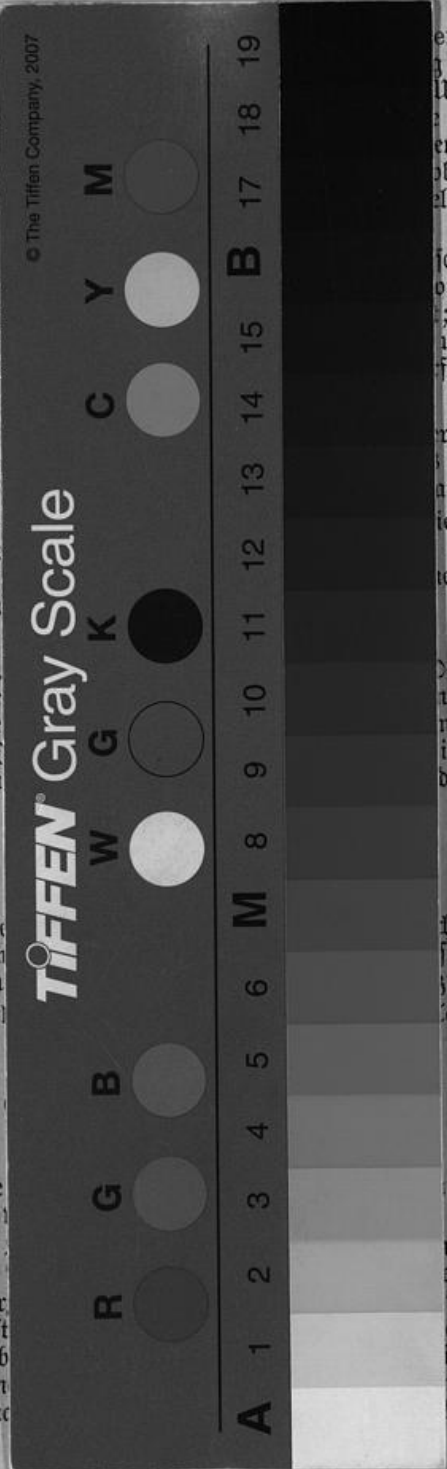 © The Tiffen Company, 2007
TIFFEN® Gray Scale
R G B W G K C Y M
A 1 2 3 4 5 6 M 8 9 10 11 12 13 14 15 B 17 18 19